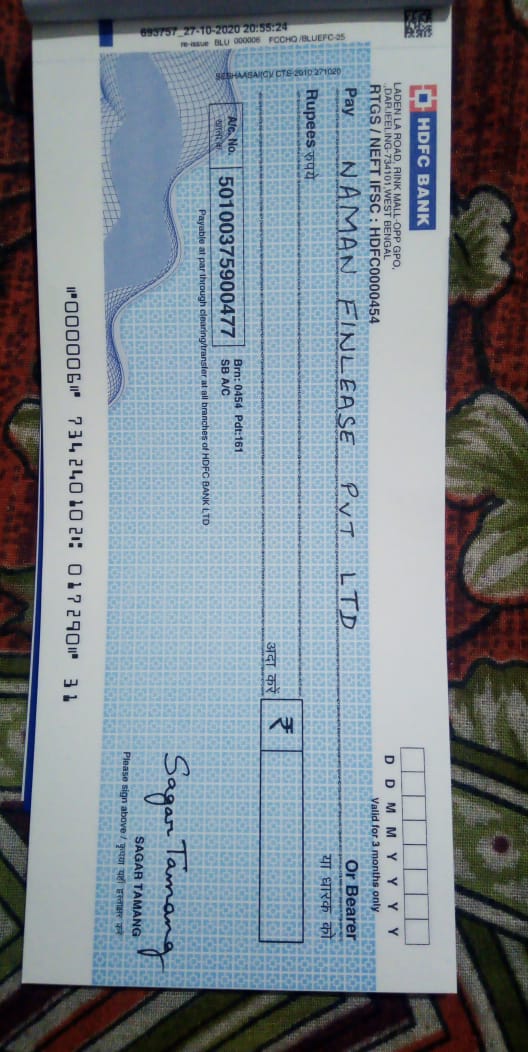 693757_27-10-2020 20:55:24
re-issue BLU 000006 FCCHQ /BLUEFC-25
SESHAASAI(C)/ CTS-2010 271020
HDFC BANK
LADEN LA ROAD, RINK MALL-OPP GPO,
,DARJEELING-734101,WEST BENGAL
RTGS / NEFT IFSC : HDFC0000454
D D M M Y Y Y Y
Valid for 3 months only
Pay NAMAN FINLEASE PVT LTD Or Bearer
या धारक को
Rupees रुपये
अदा करें ₹
A/c. No. 50100375900477 Brn: 0454 Pdt:161
SB A/C
Payable at par through clearing/transfer at all branches of HDFC BANK LTD
Sagar Tamang
SAGAR TAMANG
Please sign above / कृपया यहाँ हस्ताक्षर करें
⑈000006⑈ 734240102⑆ 017290⑈ 31